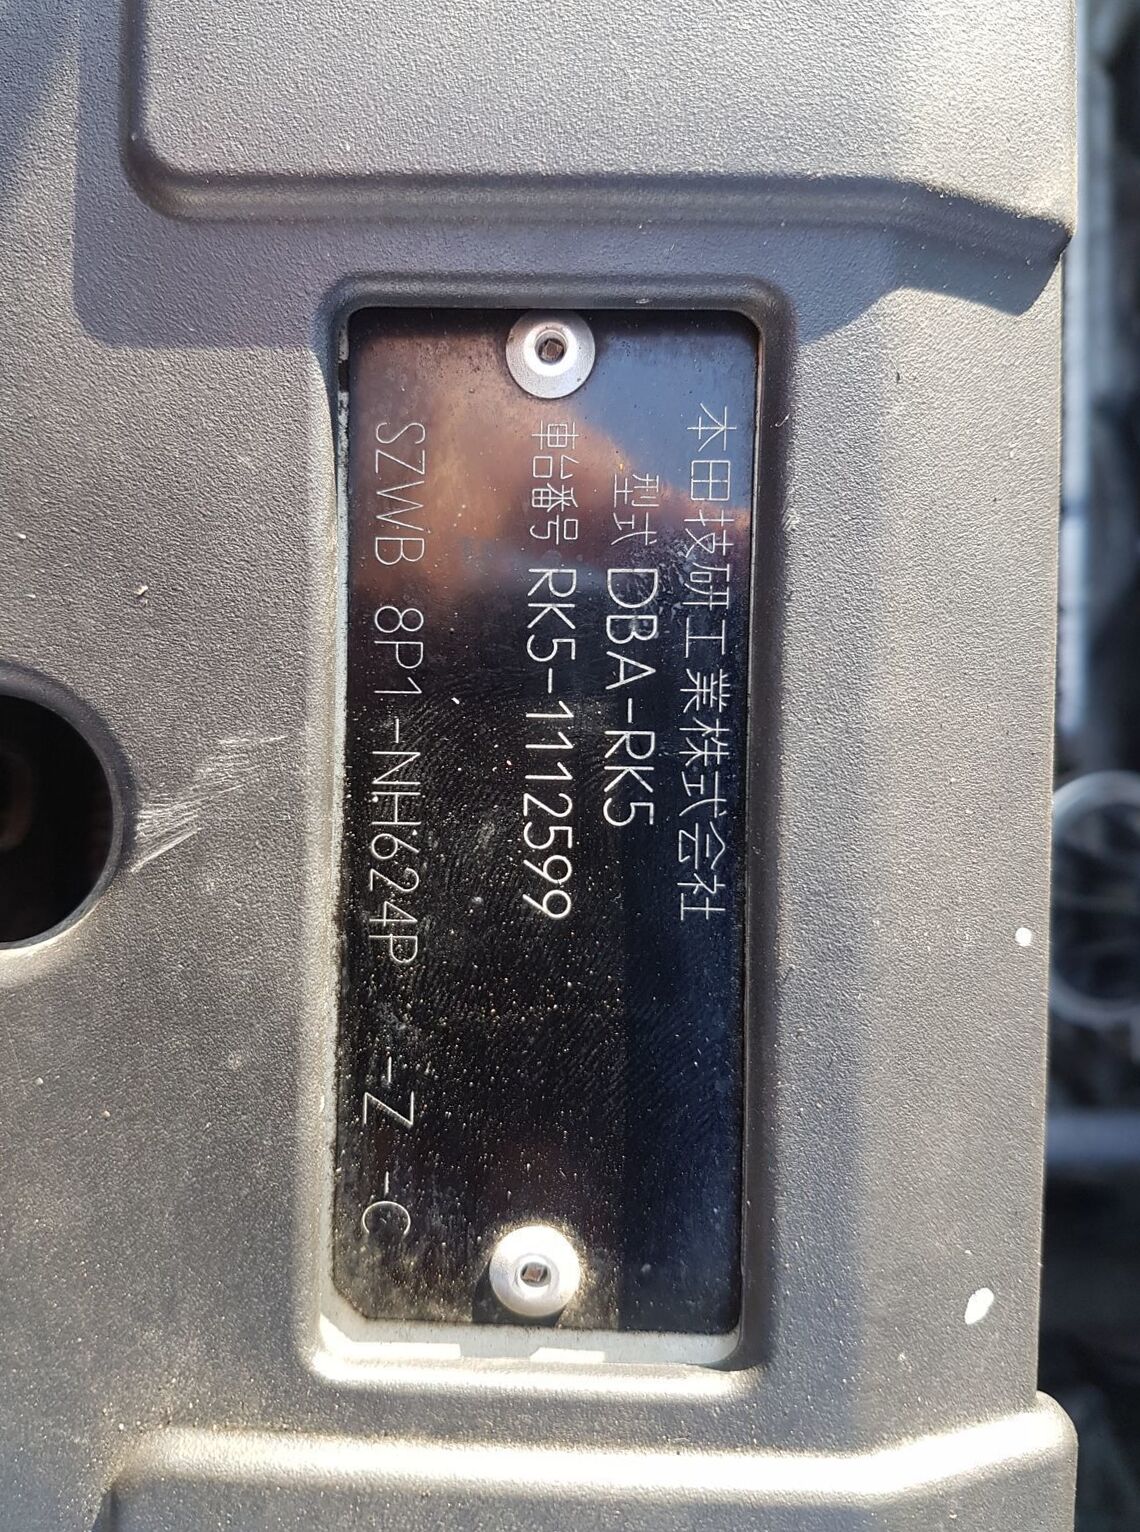 本田技研工業株式会社
型式 DBA-RK5
車台番号 RK5-1112599
SZWB 8P1-NH624P -Z -C